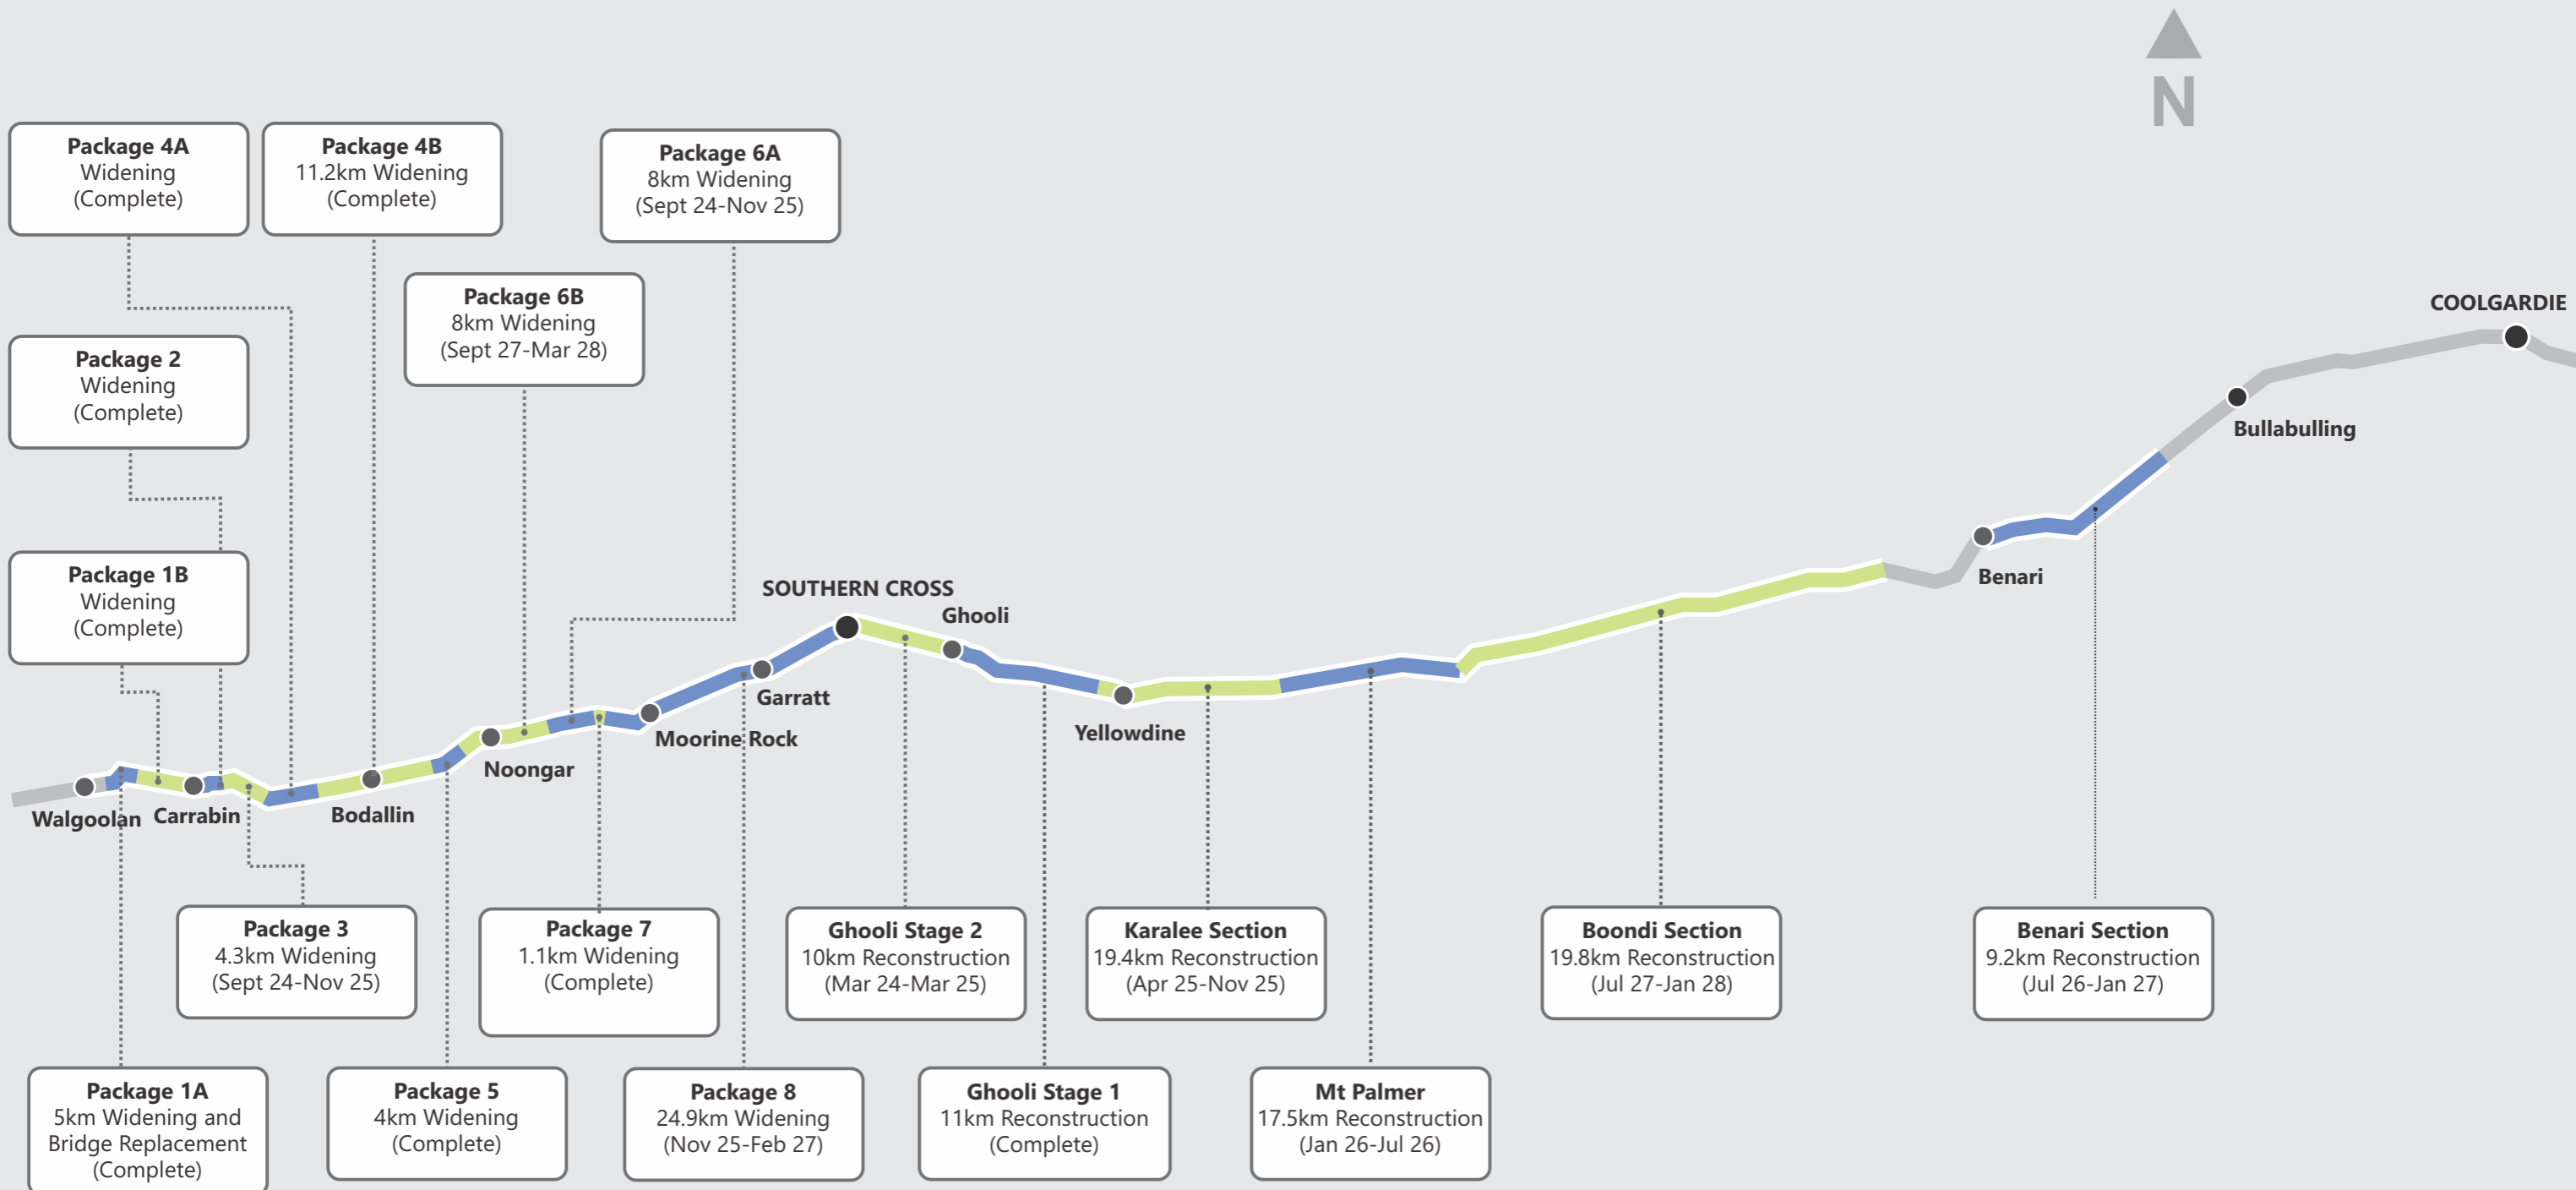 N
Package 4A
Widening
(Complete)
Package 4B
11.2km Widening
(Complete)
Package 6A
8km Widening
(Sept 24-Nov 25)
Package 6B
8km Widening
(Sept 27-Mar 28)
Package 2
Widening
(Complete)
Package 1B
Widening
(Complete)
COOLGARDIE
Bullabulling
Benari
SOUTHERN CROSS
Ghooli
Garratt
Moorine Rock
Yellowdine
Noongar
Walgoolan
Carrabin
Bodallin
Package 3
4.3km Widening
(Sept 24-Nov 25)
Package 7
1.1km Widening
(Complete)
Ghooli Stage 2
10km Reconstruction
(Mar 24-Mar 25)
Karalee Section
19.4km Reconstruction
(Apr 25-Nov 25)
Boondi Section
19.8km Reconstruction
(Jul 27-Jan 28)
Benari Section
9.2km Reconstruction
(Jul 26-Jan 27)
Package 1A
5km Widening and
Bridge Replacement
(Complete)
Package 5
4km Widening
(Complete)
Package 8
24.9km Widening
(Nov 25-Feb 27)
Ghooli Stage 1
11km Reconstruction
(Complete)
Mt Palmer
17.5km Reconstruction
(Jan 26-Jul 26)